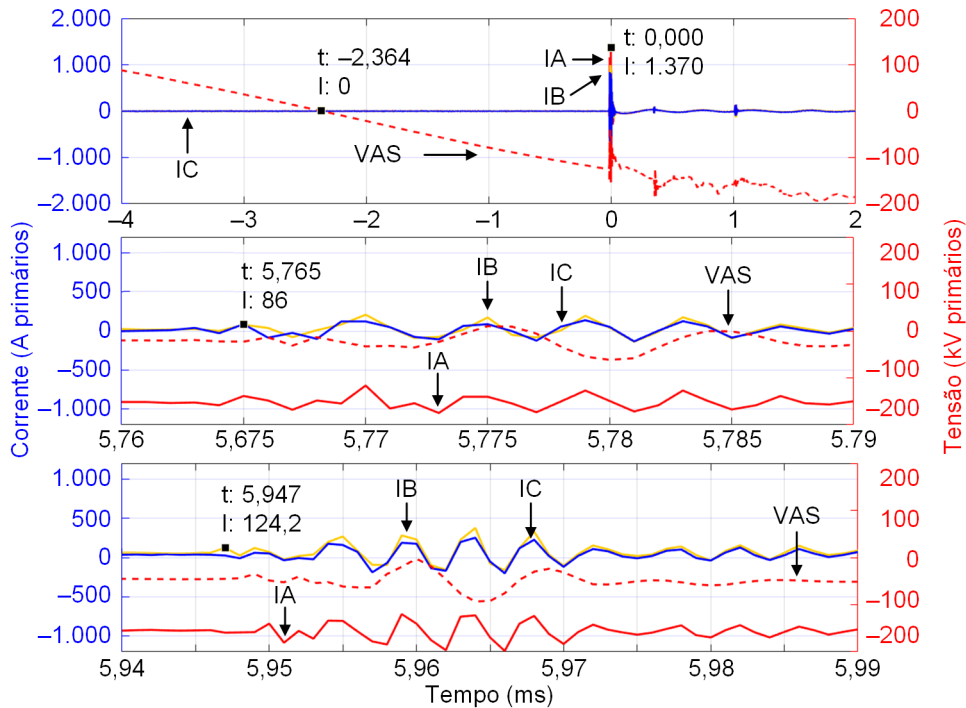 2.000
1.000
0
–1.000
–2.000
200
100
0
–100
–200
t: –2,364
I: 0
t: 0,000
I: 1.370
IA
IB
IC
VAS
–4
–3
–2
–1
0
1
2
Corrente (A primários)
Tensão (kV primários)
1.000
500
0
–500
–1.000
200
100
0
–100
–200
t: 5,765
I: 86
IB
IC
VAS
IA
5,76
5,675
5,77
5,775
5,78
5,785
5.79
1.000
500
0
–500
–1.000
200
100
0
–100
–200
t: 5,947
I: 124,2
IB
IC
VAS
IA
5,94
5,95
5,96
5,97
5,98
5,99
Tempo (ms)